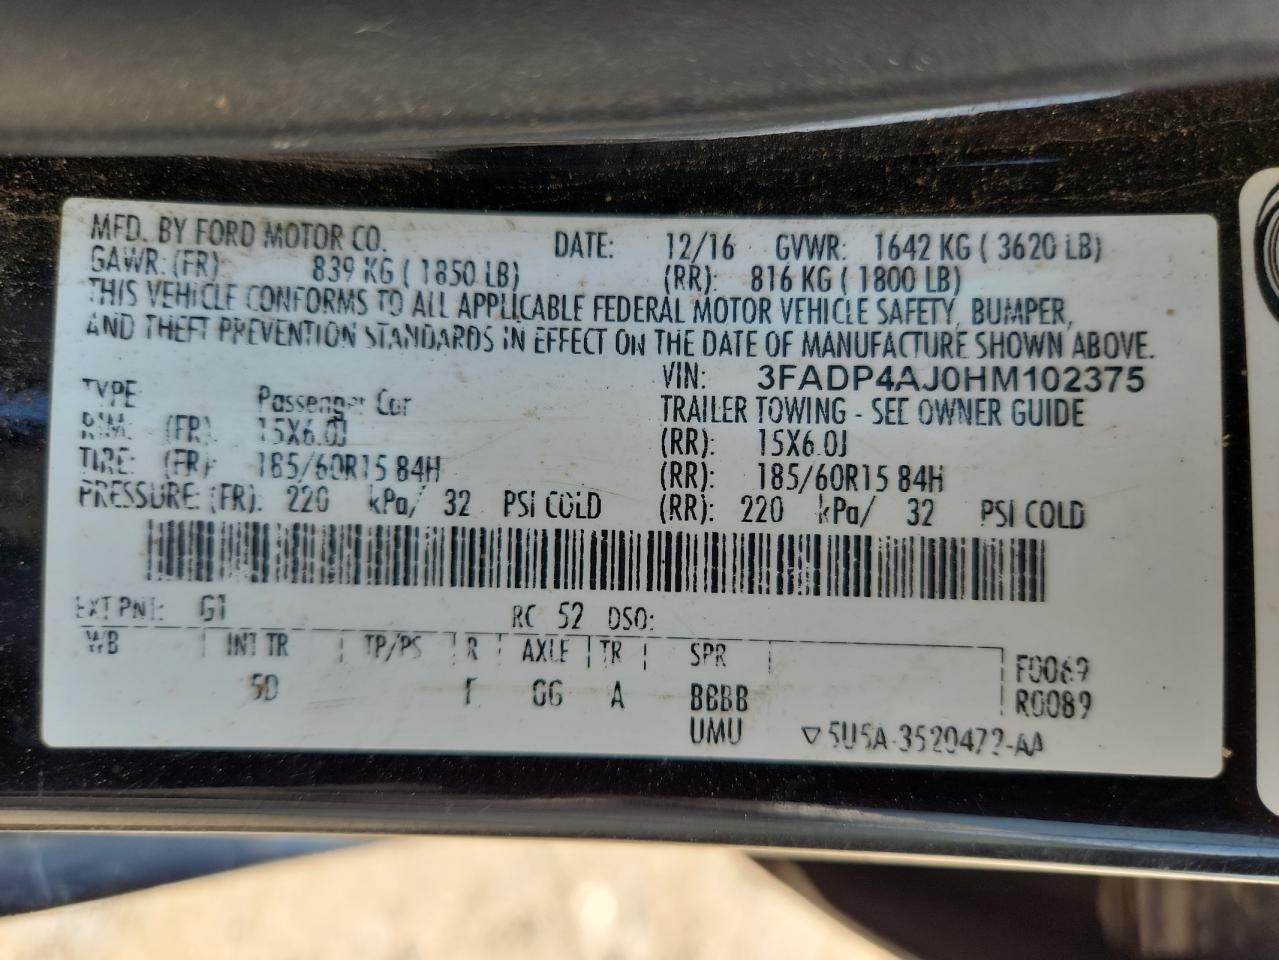 MFD. BY FORD MOTOR CO. DATE: 12/16 GVWR: 1642 KG ( 3620 LB)
GAWR: (FR): 839 KG ( 1850 LB) (RR): 816 KG ( 1800 LB)
THIS VEHICLE CONFORMS TO ALL APPLICABLE FEDERAL MOTOR VEHICLE SAFETY, BUMPER,
AND THEFT PREVENTION STANDARDS IN EFFECT ON THE DATE OF MANUFACTURE SHOWN ABOVE.
VIN: 3FADP4AJ0HM102375
TYPE Passenger Car TRAILER TOWING - SEE OWNER GUIDE
RIM: (FR): 15X6.0J (RR): 15X6.0J
TIRE: (FR): 185/60R15 84H (RR): 185/60R15 84H
PRESSURE: (FR): 220 kPa/ 32 PSI COLD (RR): 220 kPa/ 32 PSI COLD
EXT PNT: G1 RC 52 DSO:
WB INT TR TP/PS R AXLE TR SPR F0069
A R0089
UMU ▽5U5A-3520472-AA